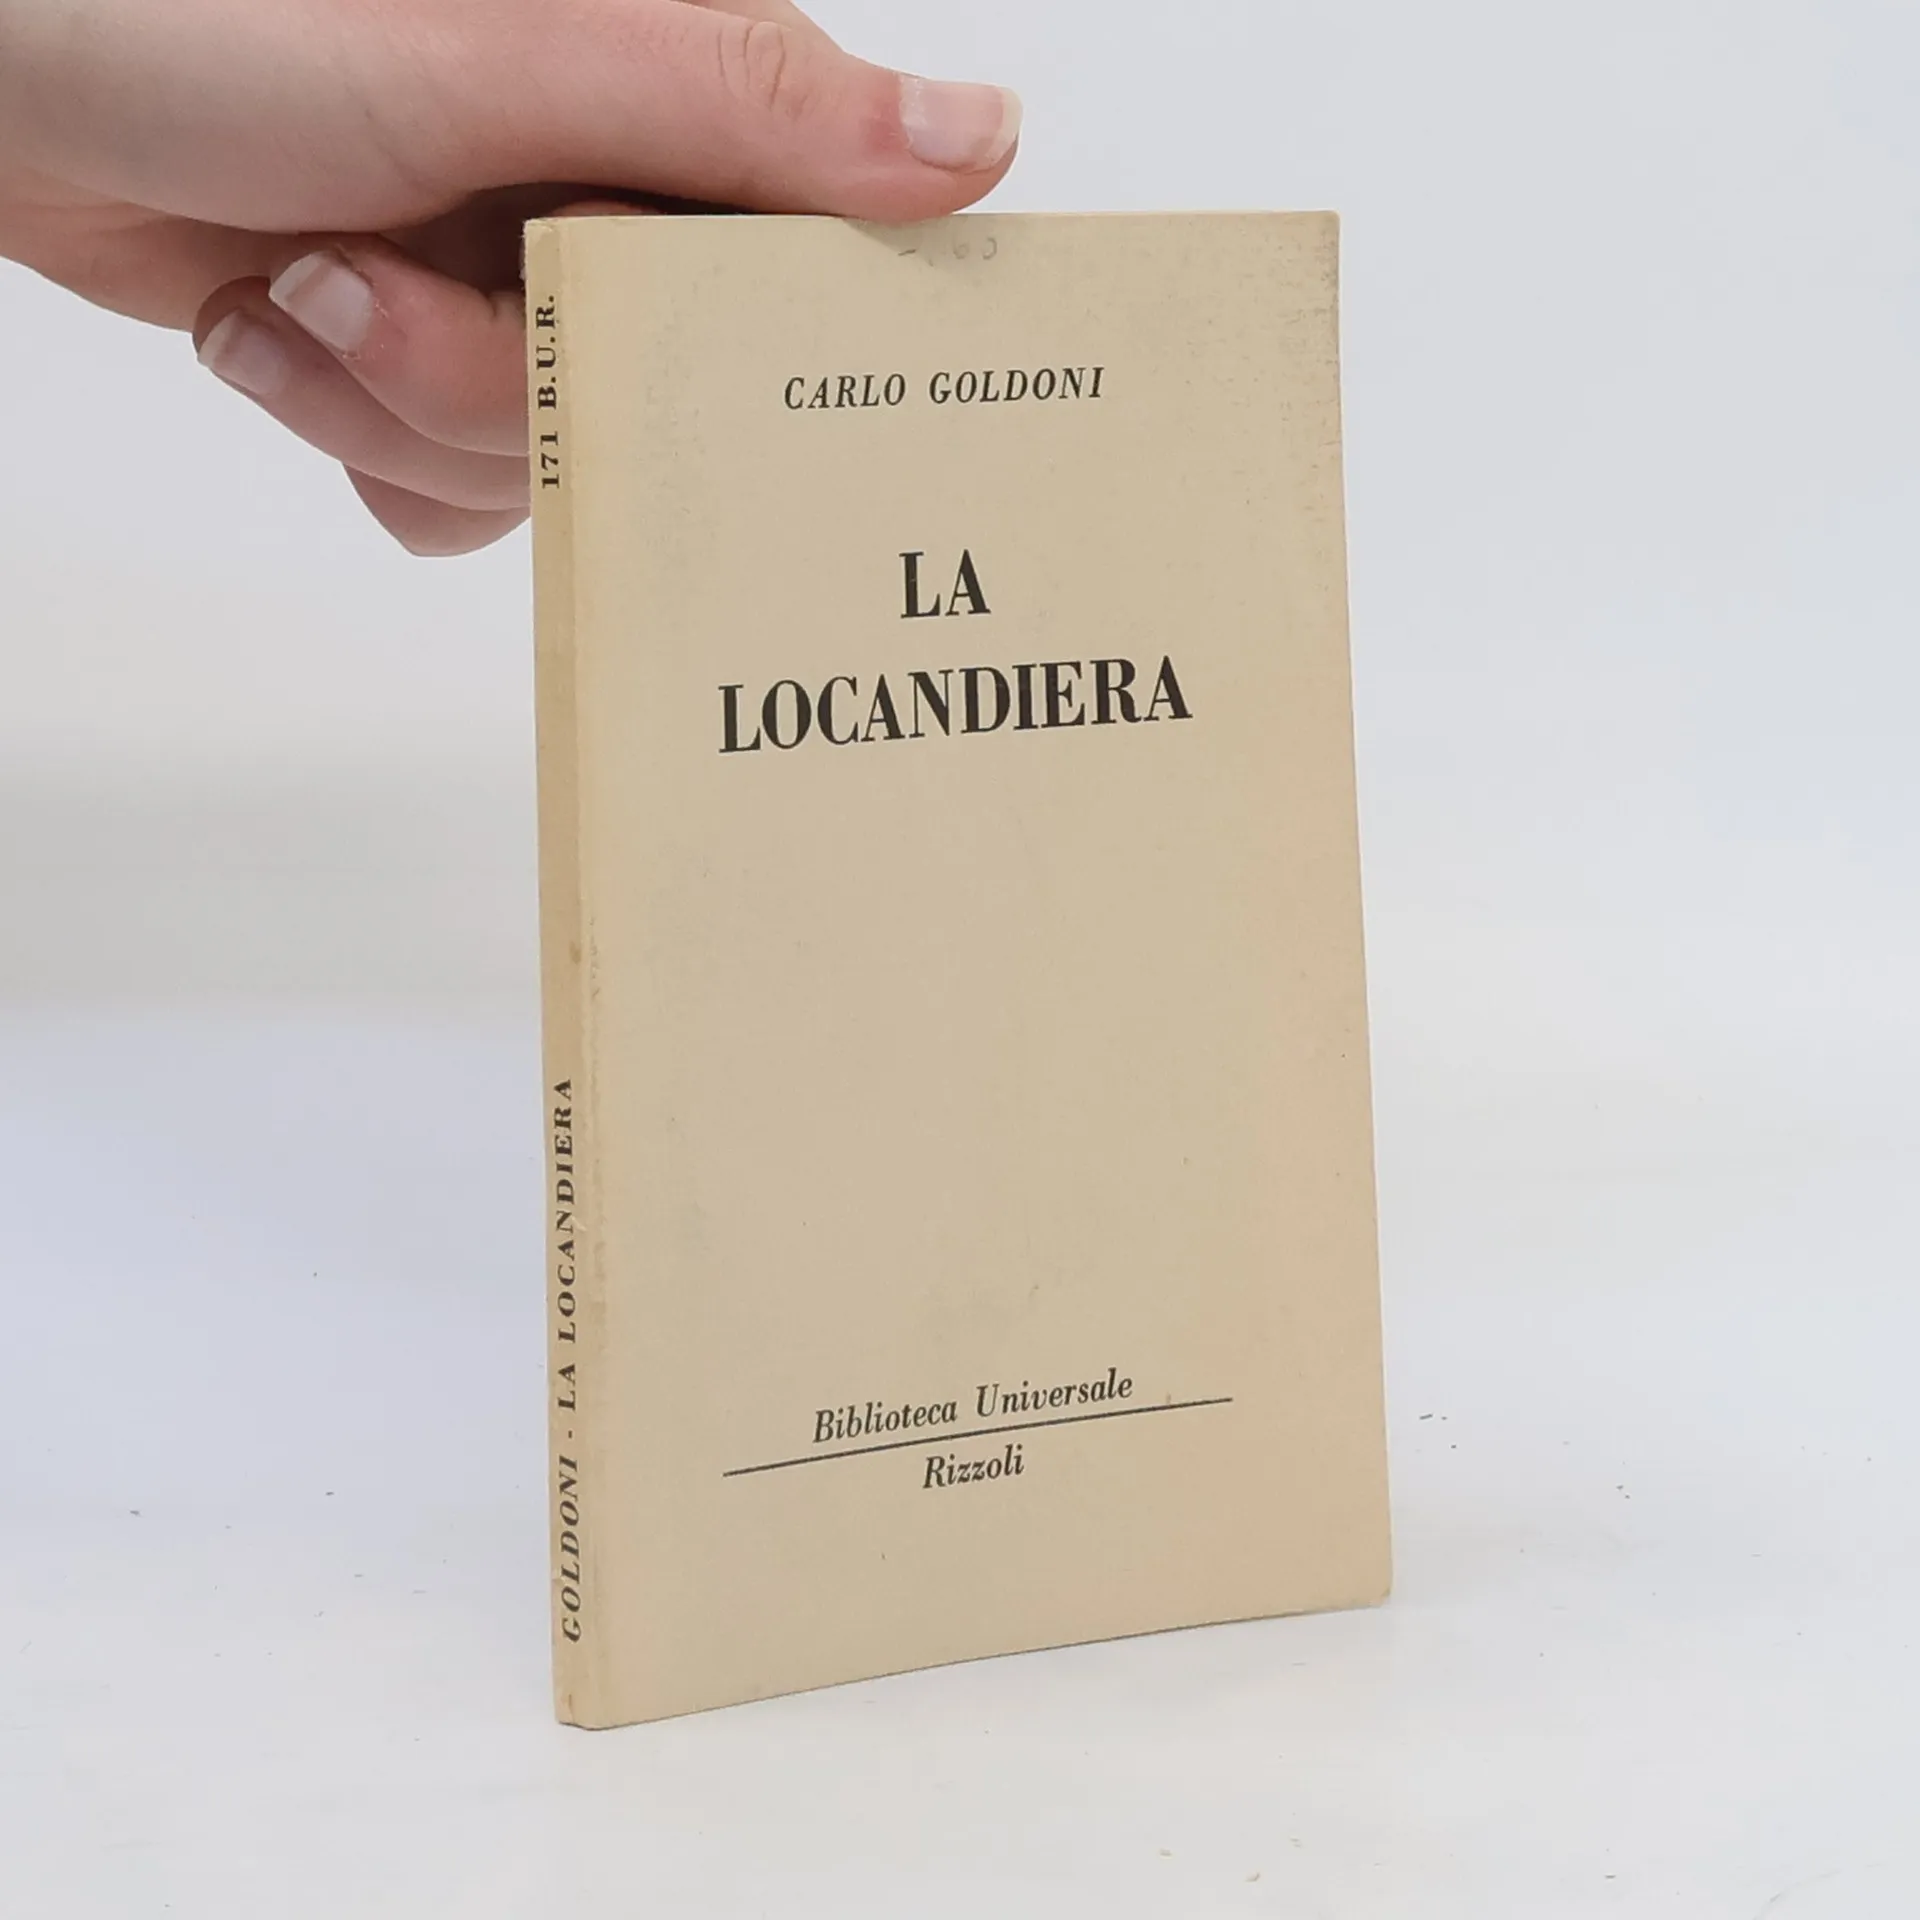 CARLO GOLDONI
LA
LOCANDIERA
Biblioteca Universale
Rizzoli
GOLDONI - LA LOCANDIERA
171 B.U.R.